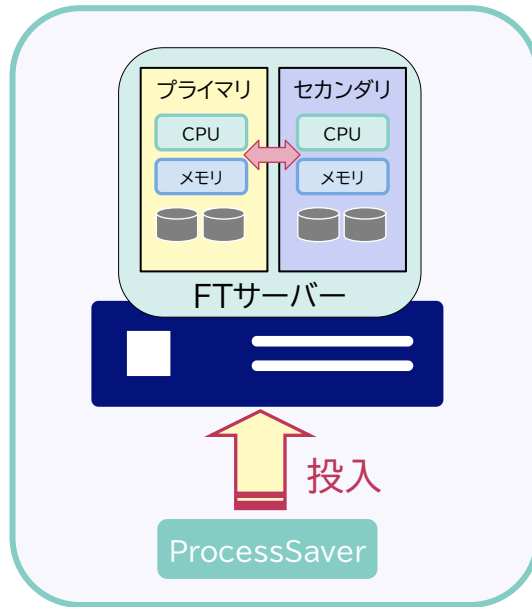 プライマリ
セカンダリ
CPU
CPU
メモリ
メモリ
FTサーバー
投入
ProcessSaver